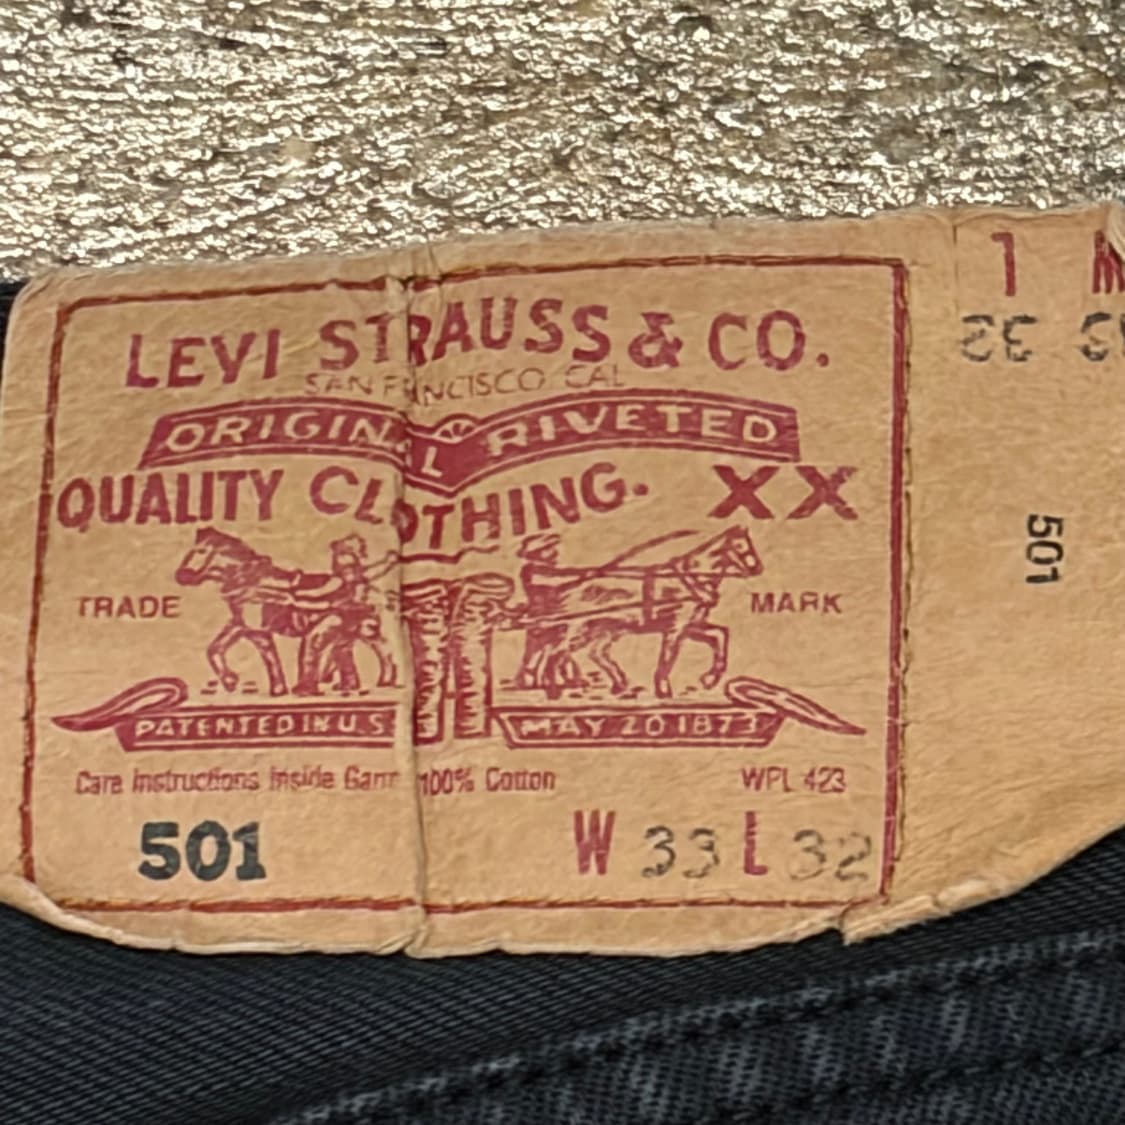 LEVI STRAUSS & CO.
SAN FRANCISCO CAL
ORIGINAL RIVETED
QUALITY CLOTHING. XX
TRADE MARK
PATENTED IN U.S. MAY 20 1873
Care instructions inside Garm 100% Cotton WPL 423
501 W 33 L 32
L
32
501